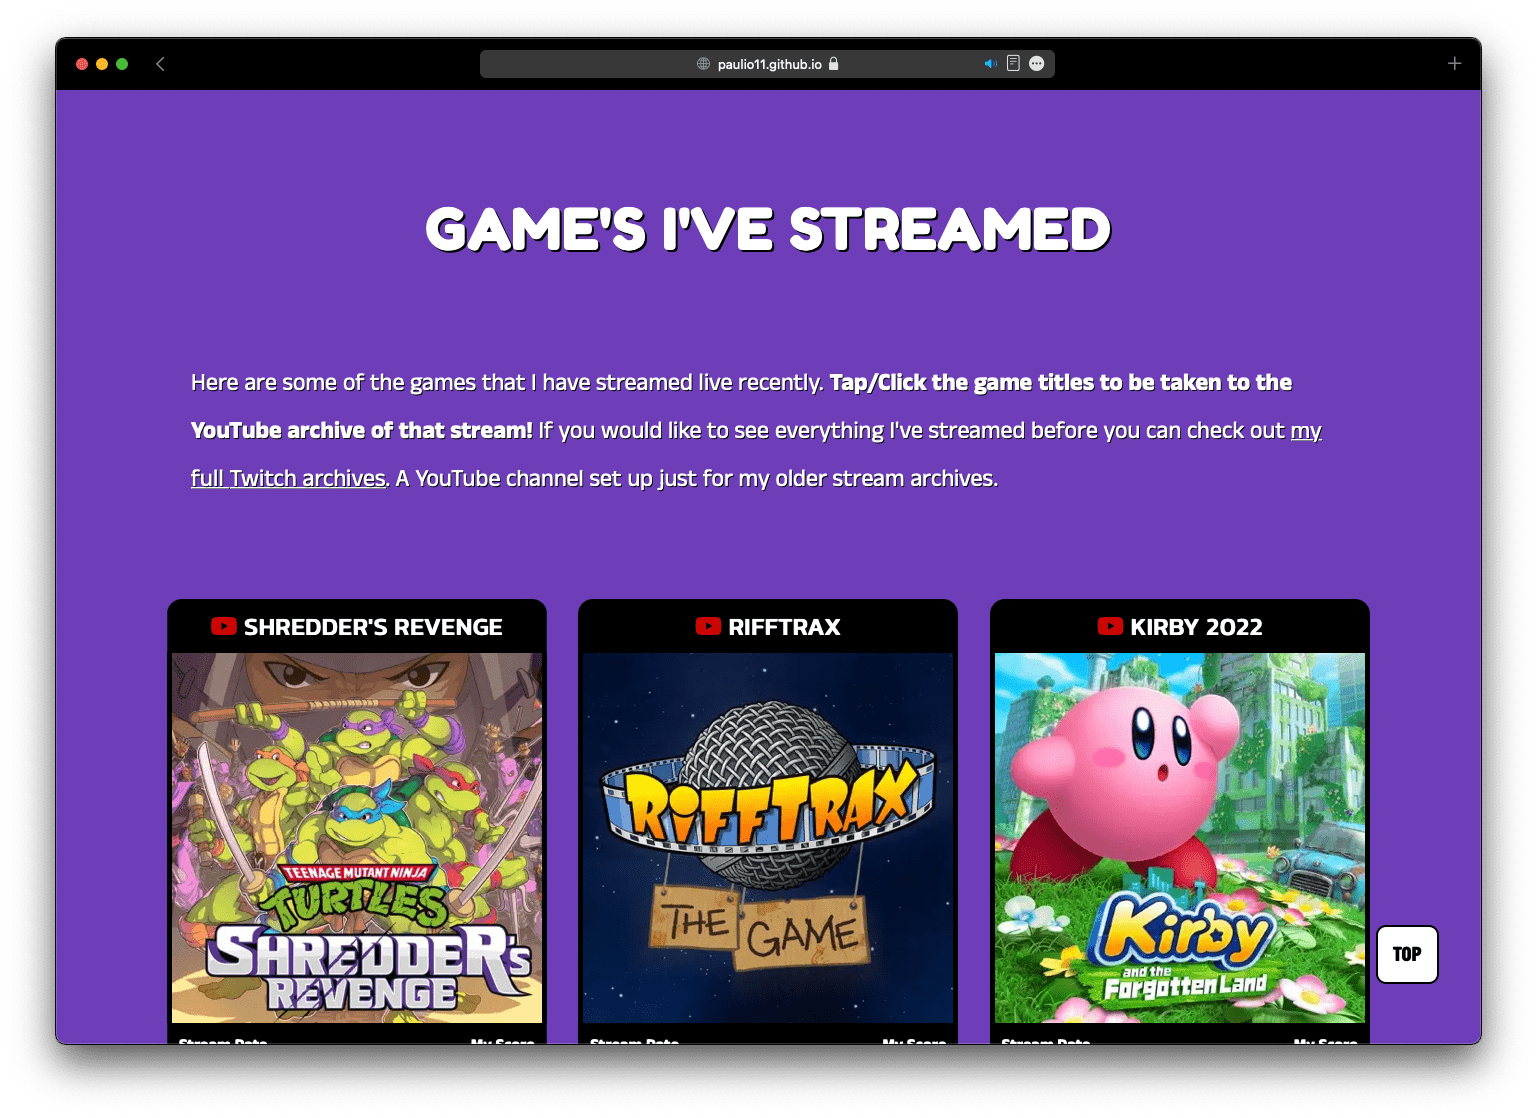 paulio11.github.io
GAME'S I'VE STREAMED
Here are some of the games that I have streamed live recently. Tap/Click the game titles to be taken to the
YouTube archive of that stream! If you would like to see everything I've streamed before you can check out my
full Twitch archives. A YouTube channel set up just for my older stream archives.
SHREDDER'S REVENGE
TEENAGE MUTANT NINJA
TURTLES
SHREDDER's
REVENGE
Stream Date My Score
RIFFTRAX
RiFFTRAX
THE GAME
Stream Date My Score
KIRBY 2022
Kirby
and the
Forgotten Land
Stream Date My Score
TOP